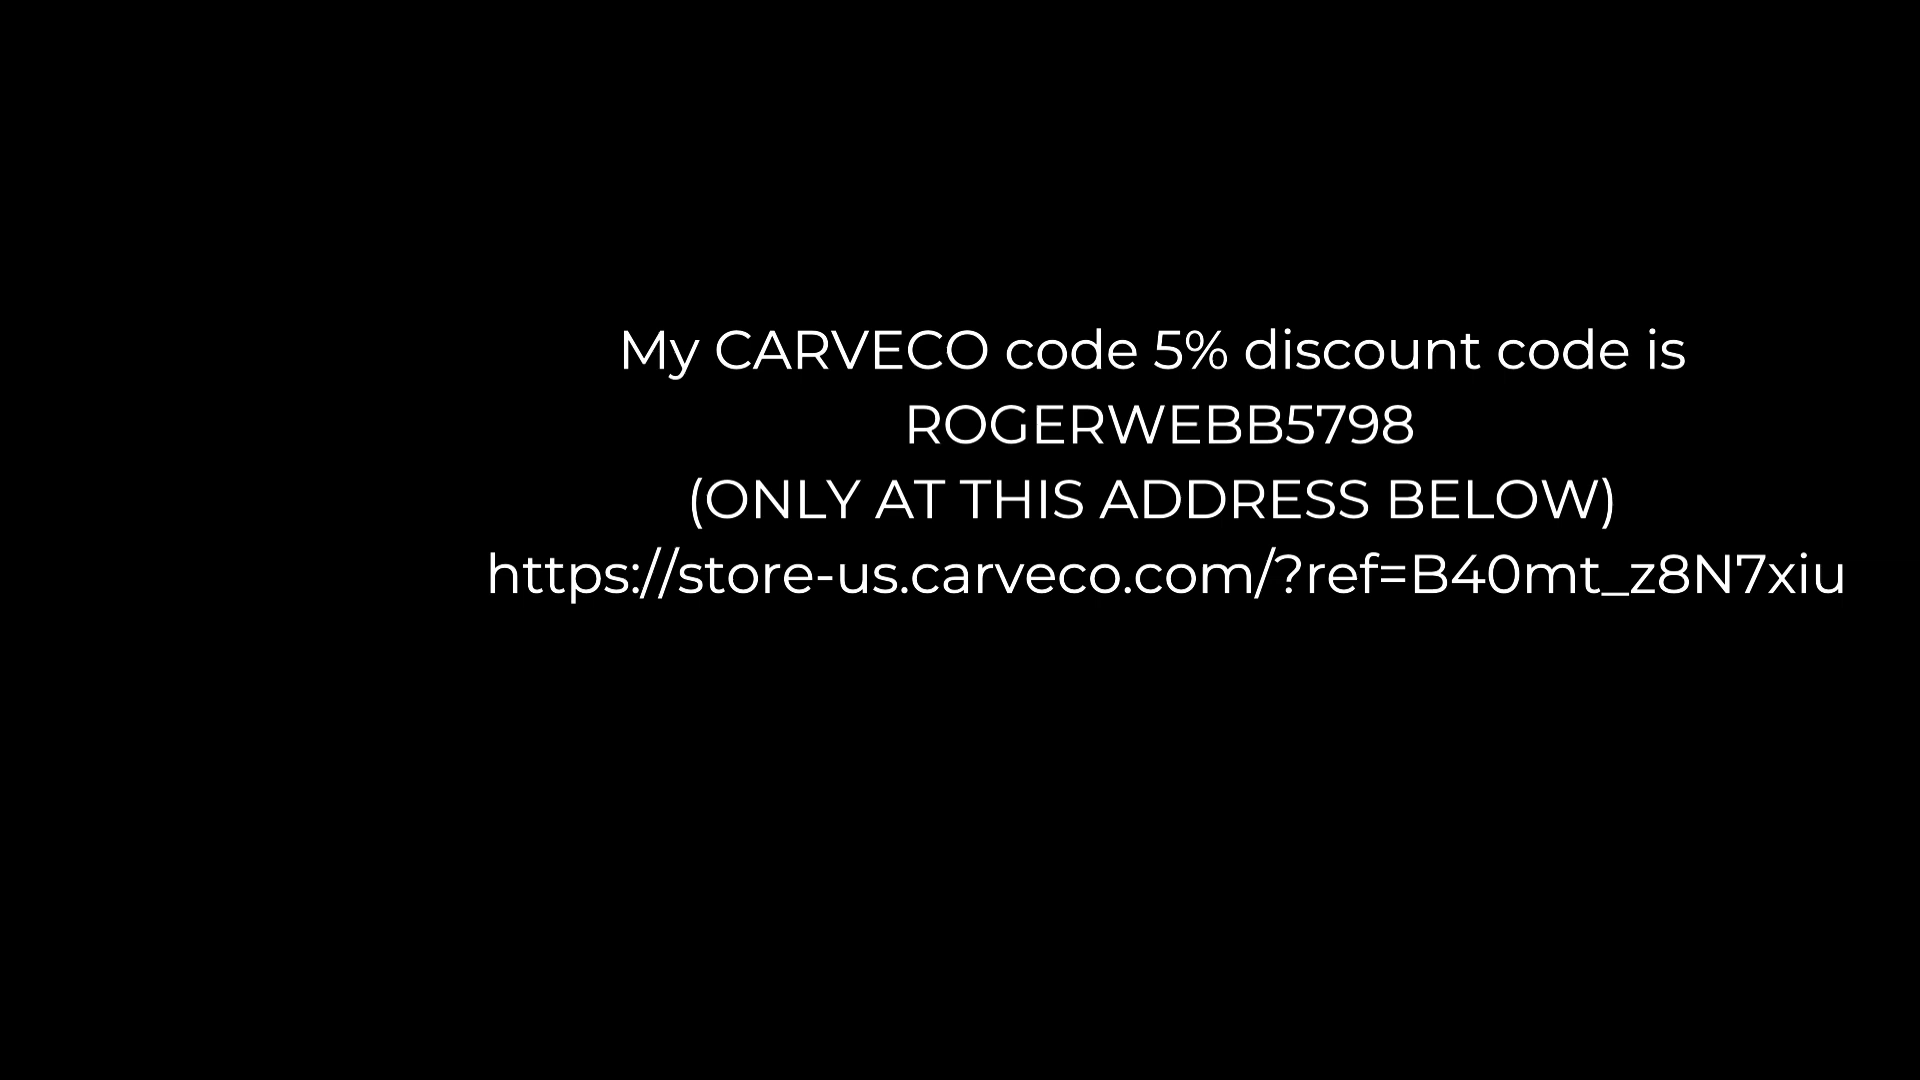 My CARVECO code 5% discount code is
ROGERWEBB5798
(ONLY AT THIS ADDRESS BELOW)
https://store-us.carveco.com/?ref=B40mt_z8N7xiu